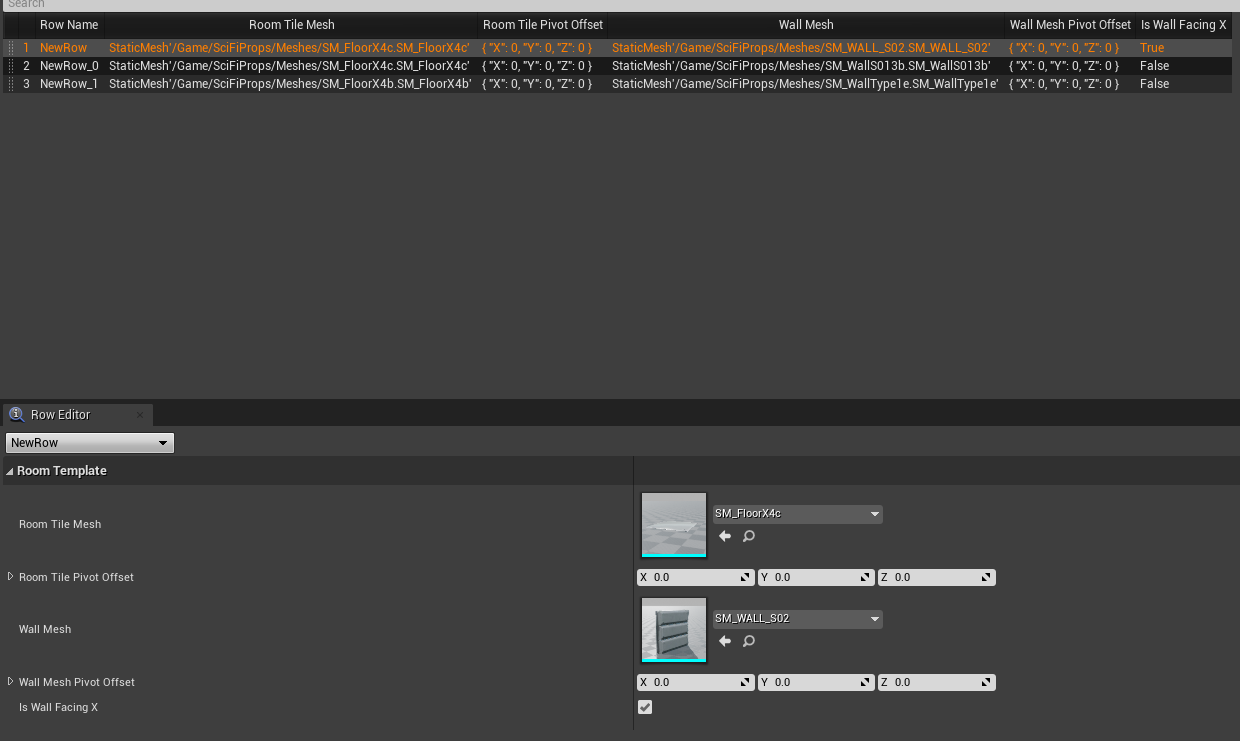 Search
Row Name Room Tile Mesh Room Tile Pivot Offset Wall Mesh Wall Mesh Pivot Offset Is Wall Facing X
1 NewRow StaticMesh'/Game/SciFiProps/Meshes/SM_FloorX4c.SM_FloorX4c' { "X": 0, "Y": 0, "Z": 0 } StaticMesh'/Game/SciFiProps/Meshes/SM_WALL_S02.SM_WALL_S02' { "X": 0, "Y": 0, "Z": 0 } True
2 NewRow_0 StaticMesh'/Game/SciFiProps/Meshes/SM_FloorX4c.SM_FloorX4c' { "X": 0, "Y": 0, "Z": 0 } StaticMesh'/Game/SciFiProps/Meshes/SM_WallS013b.SM_WallS013b' { "X": 0, "Y": 0, "Z": 0 } False
3 NewRow_1 StaticMesh'/Game/SciFiProps/Meshes/SM_FloorX4b.SM_FloorX4b' { "X": 0, "Y": 0, "Z": 0 } StaticMesh'/Game/SciFiProps/Meshes/SM_WallType1e.SM_WallType1e' { "X": 0, "Y": 0, "Z": 0 } False
Row Editor
NewRow
Room Template
Room Tile Mesh SM_FloorX4c
Room Tile Pivot Offset X 0.0 Y 0.0 Z 0.0
Wall Mesh SM_WALL_S02
Wall Mesh Pivot Offset X 0.0 Y 0.0 Z 0.0
Is Wall Facing X